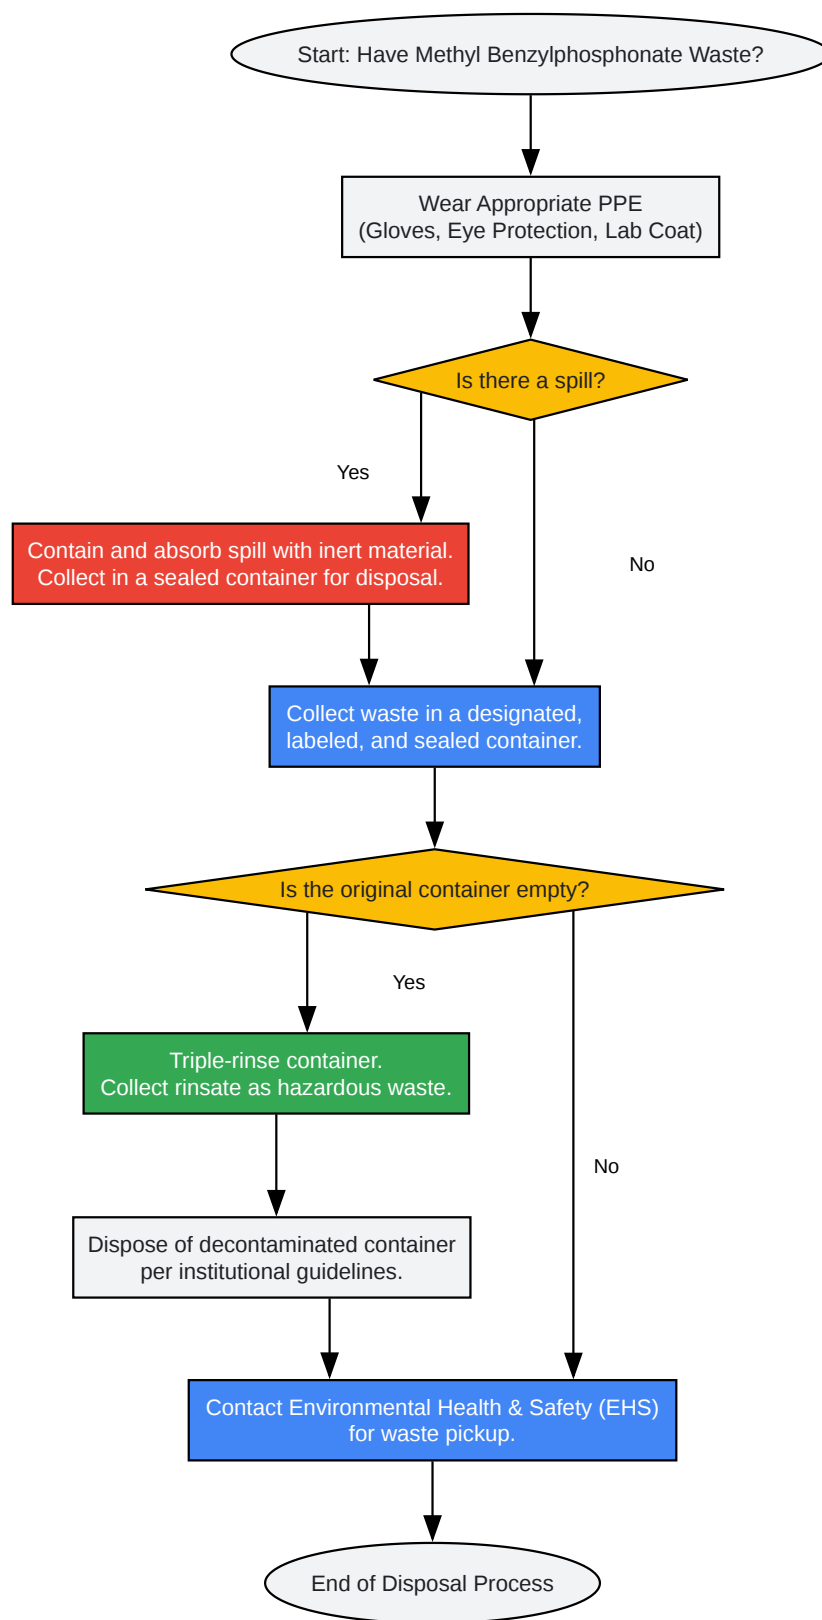 Start: Have Methyl Benzylphosphonate Waste?
Wear Appropriate PPE
(Gloves, Eye Protection, Lab Coat)
Is there a spill?
Yes
Contain and absorb spill with inert material.
Collect in a sealed container for disposal.
No
Collect waste in a designated,
labeled, and sealed container.
Is the original container empty?
Yes
Triple-rinse container.
Collect rinsate as hazardous waste.
No
Dispose of decontaminated container
per institutional guidelines.
Contact Environmental Health & Safety (EHS)
for waste pickup.
End of Disposal Process